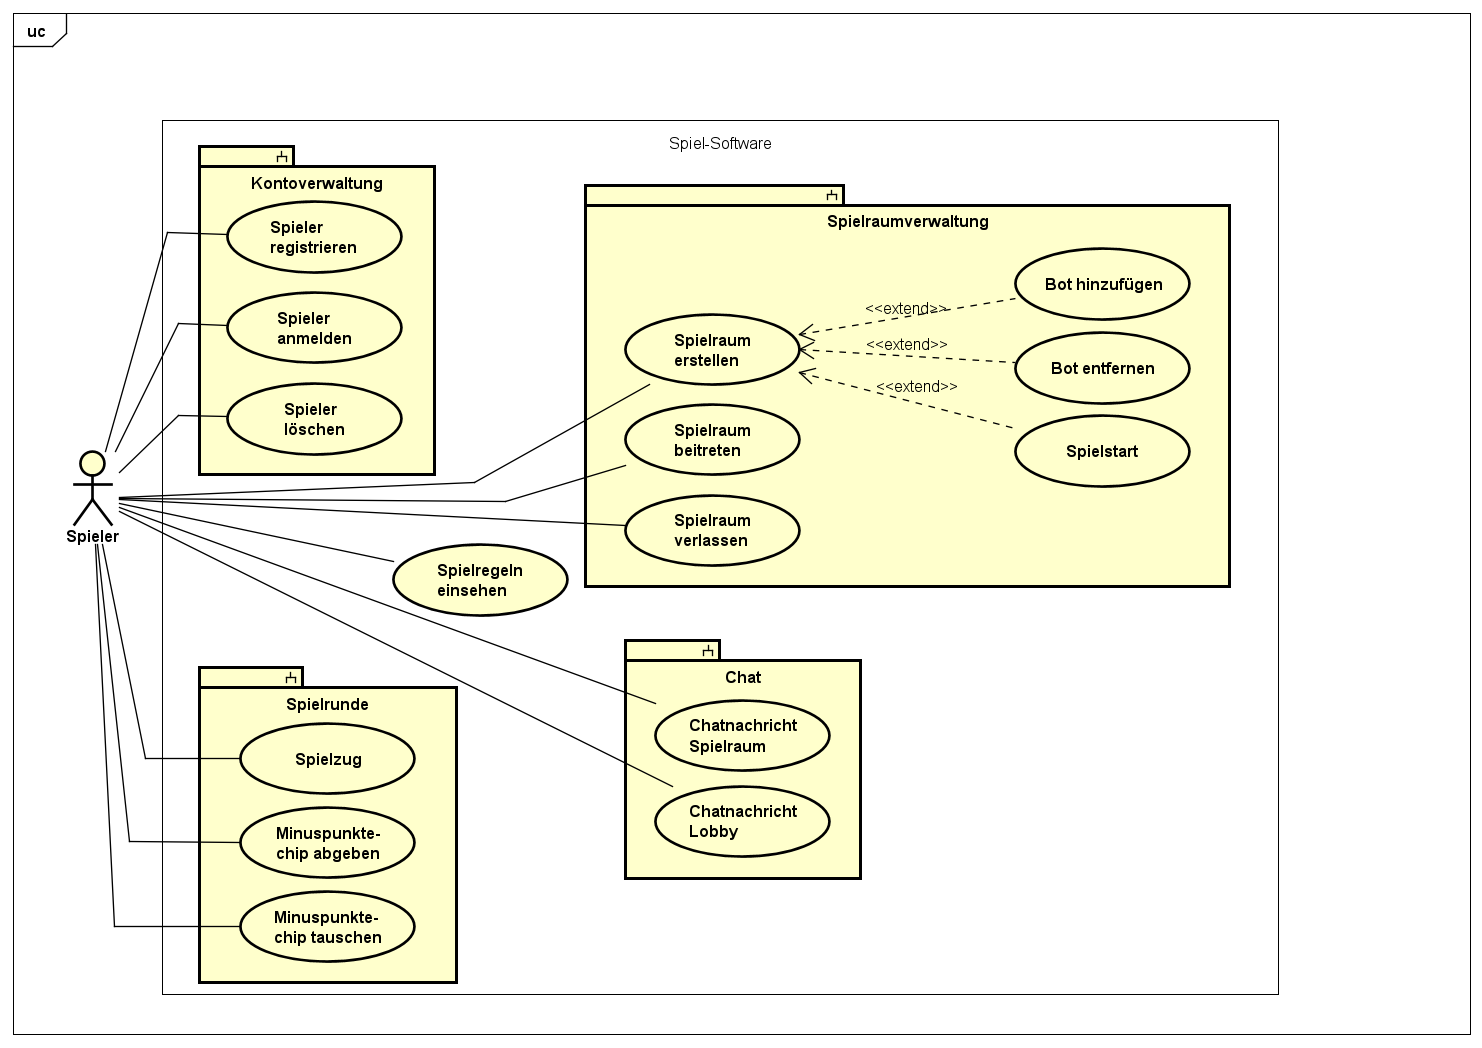 uc
Spiel-Software
Kontoverwaltung
Spieler
registrieren
Spieler
anmelden
Spieler
löschen
Spielraumverwaltung
Spielraum
erstellen
<<extend>>
Bot hinzufügen
<<extend>>
Bot entfernen
<<extend>>
Spielstart
Spielraum
beitreten
Spielraum
verlassen
Spieler
Spielregeln
einsehen
Spielrunde
Spielzug
Minuspunkte-
chip abgeben
Minuspunkte-
chip tauschen
Chat
Chatnachricht
Spielraum
Chatnachricht
Lobby